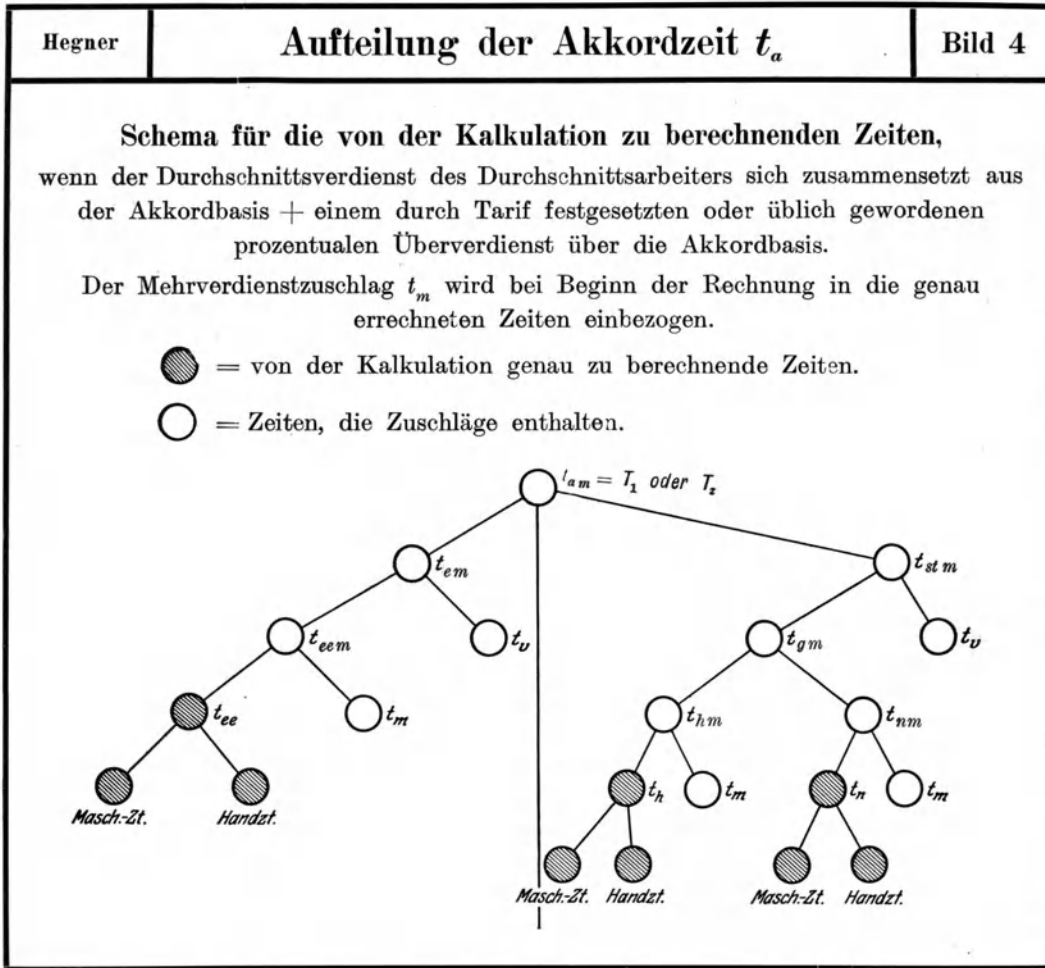 Hegner
Aufteilung der Akkordzeit t_a
Bild 4
Schema für die von der Kalkulation zu berechnenden Zeiten,
wenn der Durchschnittsverdienst des Durchschnittsarbeiters sich zusammensetzt aus
der Akkordbasis + einem durch Tarif festgesetzten oder üblich gewordenen
prozentualen Überverdienst über die Akkordbasis.
Der Mehrverdienstzuschlag t_m wird bei Beginn der Rechnung in die genau
errechneten Zeiten einbezogen.
= von der Kalkulation genau zu berechnende Zeiten.
= Zeiten, die Zuschläge enthalten.
t_am = T_1 oder T_z
t_em
t_st m
t_eem
t_v
t_gm
t_v
t_ee
t_m
t_hm
t_nm
t_h
t_m
t_n
t_m
Masch.-Zt.
Handzt.
Masch.-Zt.
Handzt.
Masch.-Zt.
Handzt.